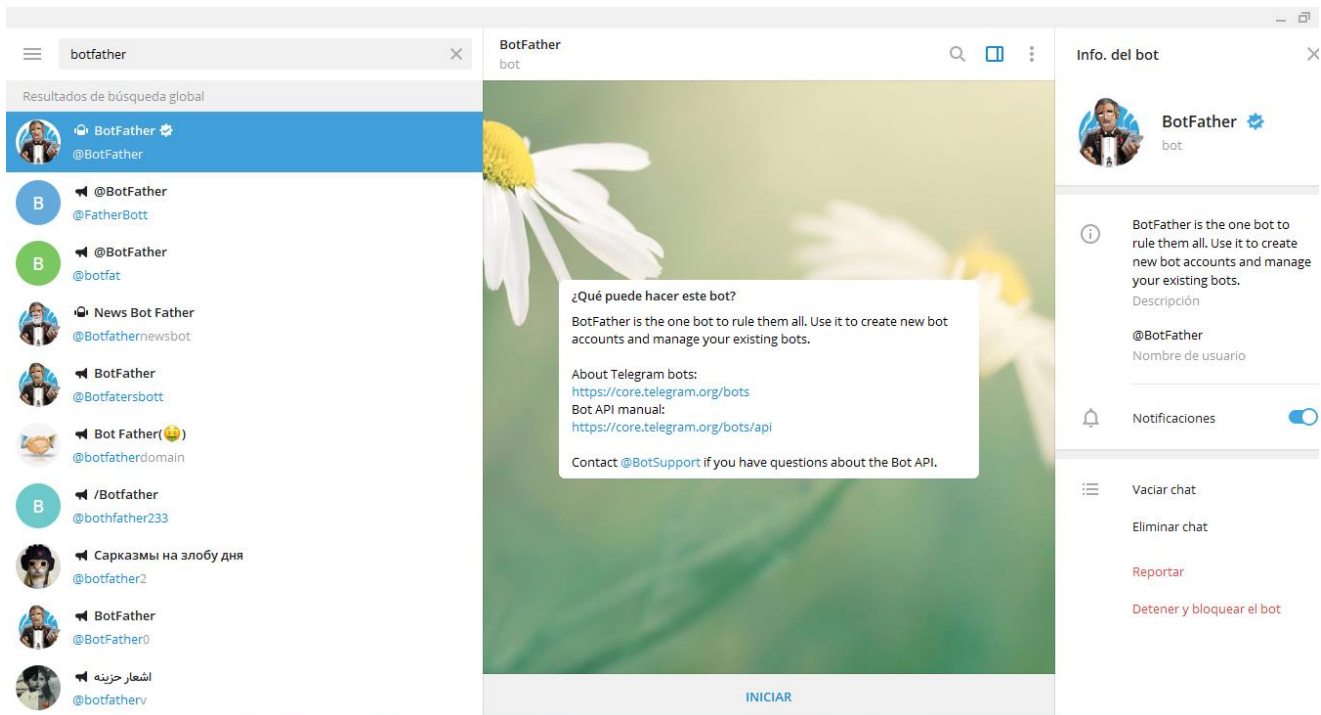 botfather
Resultados de búsqueda global
BotFather
@BotFather
B
@BotFather
@FatherBott
B
@BotFather
@botfat
News Bot Father
@Botfathernewsbot
BotFather
@Botfatersbott
Bot Father(🤑)
@botfatherdomain
B
/Botfather
@bothfather233
Сарказмы на злобу дня
@botfather2
BotFather
@BotFather0
اشعار حزینه
@botfatherv
BotFather
bot
¿Qué puede hacer este bot?
BotFather is the one bot to rule them all. Use it to create new bot
accounts and manage your existing bots.
About Telegram bots:
https://core.telegram.org/bots
Bot API manual:
https://core.telegram.org/bots/api
Contact @BotSupport if you have questions about the Bot API.
INICIAR
Info. del bot
BotFather
bot
BotFather is the one bot to
rule them all. Use it to create
new bot accounts and manage
your existing bots.
Descripción
@BotFather
Nombre de usuario
Notificaciones
Vaciar chat
Eliminar chat
Reportar
Detener y bloquear el bot